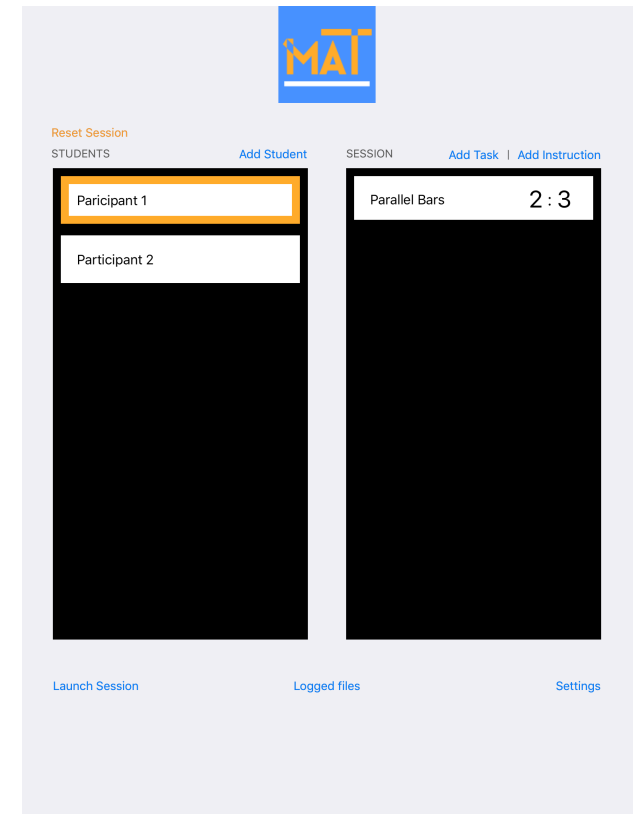 MAT
Reset Session
STUDENTS
Add Student
SESSION
Add Task | Add Instruction
Paricipant 1
Participant 2
Parallel Bars 2 : 3
Launch Session
Logged files
Settings